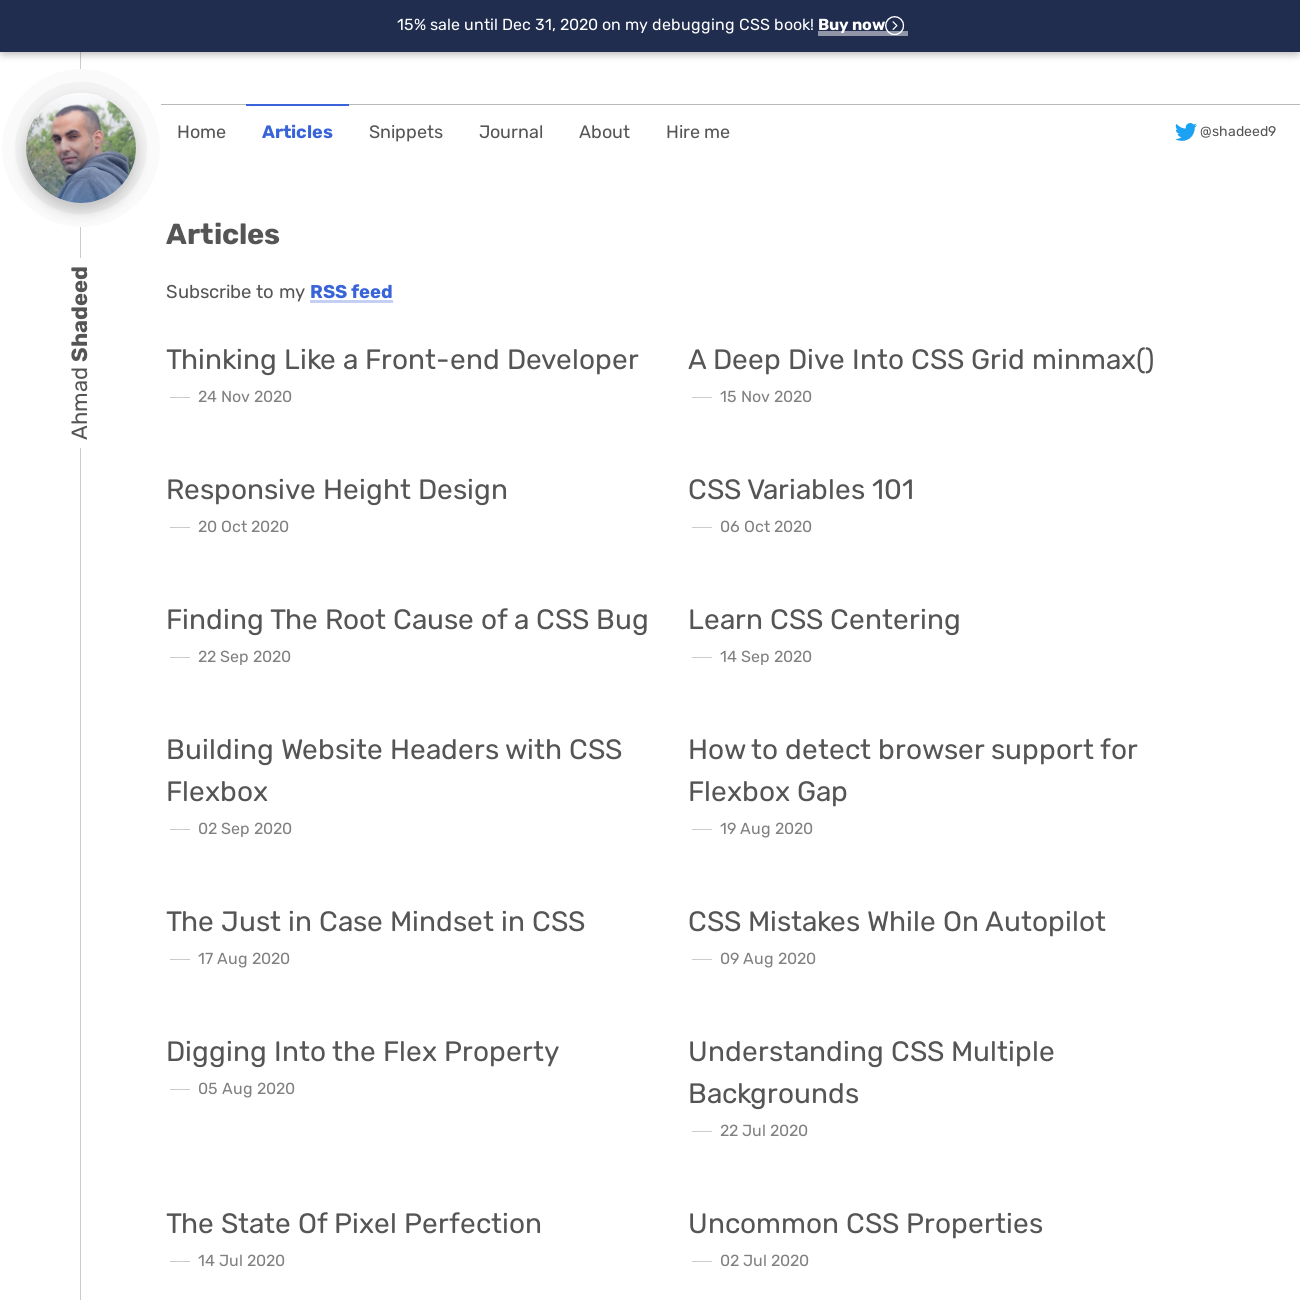 15% sale until Dec 31, 2020 on my debugging CSS book! Buy now
Home Articles Snippets Journal About Hire me @shadeed9
Ahmad Shadeed
Articles
Subscribe to my RSS feed
Thinking Like a Front-end Developer
24 Nov 2020
A Deep Dive Into CSS Grid minmax()
15 Nov 2020
Responsive Height Design
20 Oct 2020
CSS Variables 101
06 Oct 2020
Finding The Root Cause of a CSS Bug
22 Sep 2020
Learn CSS Centering
14 Sep 2020
Building Website Headers with CSS
Flexbox
02 Sep 2020
How to detect browser support for
Flexbox Gap
19 Aug 2020
The Just in Case Mindset in CSS
17 Aug 2020
CSS Mistakes While On Autopilot
09 Aug 2020
Digging Into the Flex Property
05 Aug 2020
Understanding CSS Multiple
Backgrounds
22 Jul 2020
The State Of Pixel Perfection
14 Jul 2020
Uncommon CSS Properties
02 Jul 2020